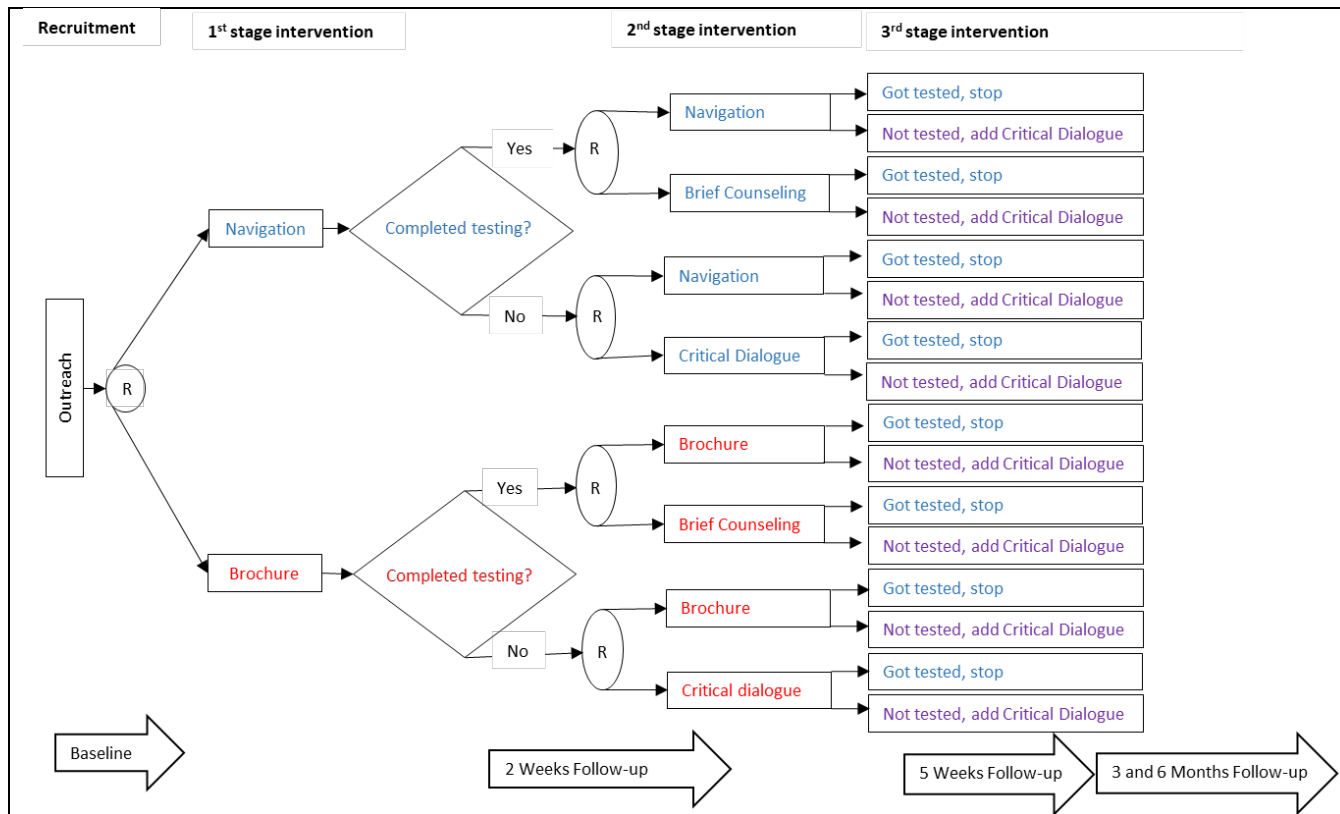 Recruitment
1st stage intervention
2nd stage intervention
3rd stage intervention
Outreach
R
Navigation
Completed testing?
Yes
R
Navigation
Got tested, stop
Not tested, add Critical Dialogue
Brief Counseling
Got tested, stop
Not tested, add Critical Dialogue
No
R
Navigation
Got tested, stop
Not tested, add Critical Dialogue
Critical Dialogue
Got tested, stop
Not tested, add Critical Dialogue
Brochure
Completed testing?
Yes
R
Brochure
Got tested, stop
Not tested, add Critical Dialogue
Brief Counseling
Got tested, stop
Not tested, add Critical Dialogue
No
R
Brochure
Got tested, stop
Not tested, add Critical Dialogue
Critical dialogue
Got tested, stop
Not tested, add Critical Dialogue
Baseline
2 Weeks Follow-up
5 Weeks Follow-up
3 and 6 Months Follow-up